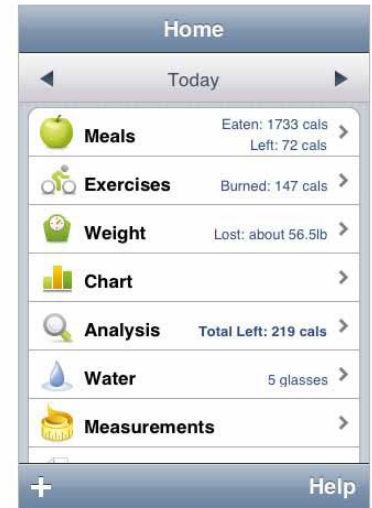 Home
Today
Meals
Eaten: 1733 cals
Left: 72 cals
Exercises
Burned: 147 cals
Weight
Lost: about 56.5lb
Chart
Analysis
Total Left: 219 cals
Water
5 glasses
Measurements
+
Help